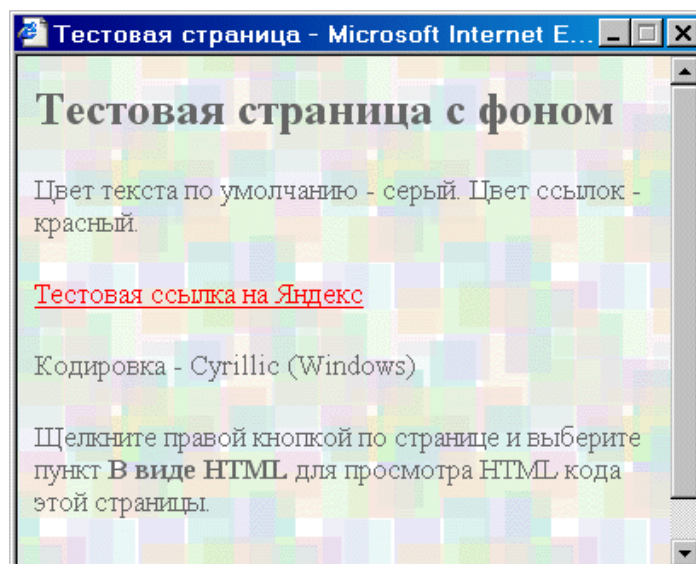 Тестовая страница - Microsoft Internet E...
Тестовая страница с фоном
Цвет текста по умолчанию - серый. Цвет ссылок -
красный.
Тестовая ссылка на Яндекс
Кодировка - Cyrillic (Windows)
Щелкните правой кнопкой по странице и выберите
пункт В виде HTML для просмотра HTML кода
этой страницы.